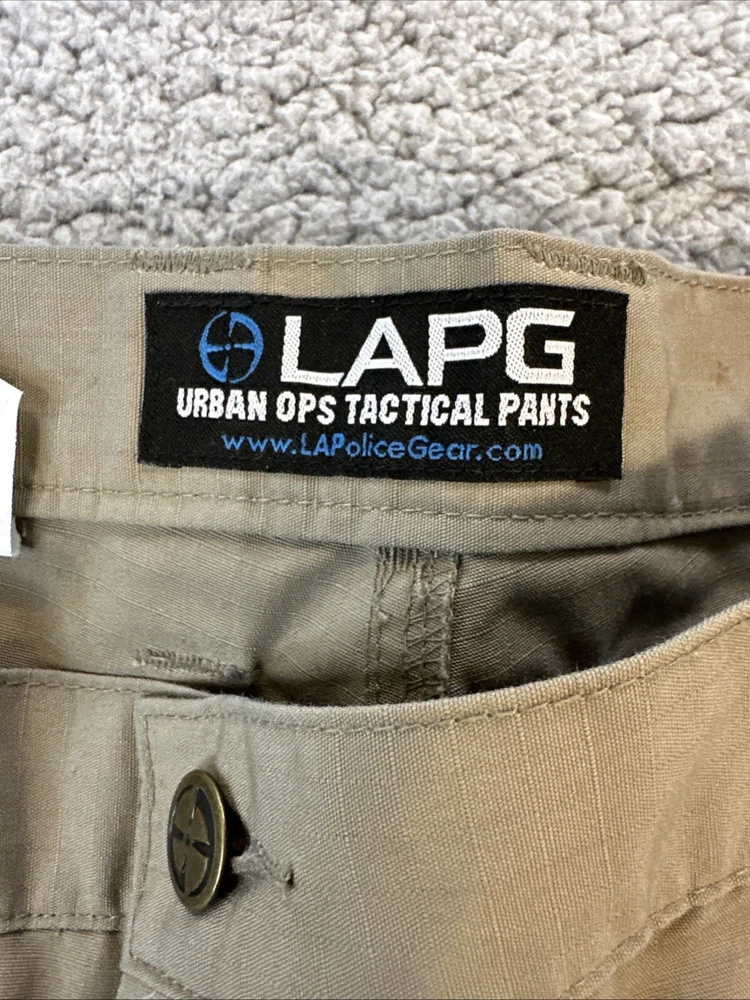 LAPG
URBAN OPS TACTICAL PANTS
www.LAPoliceGear.com